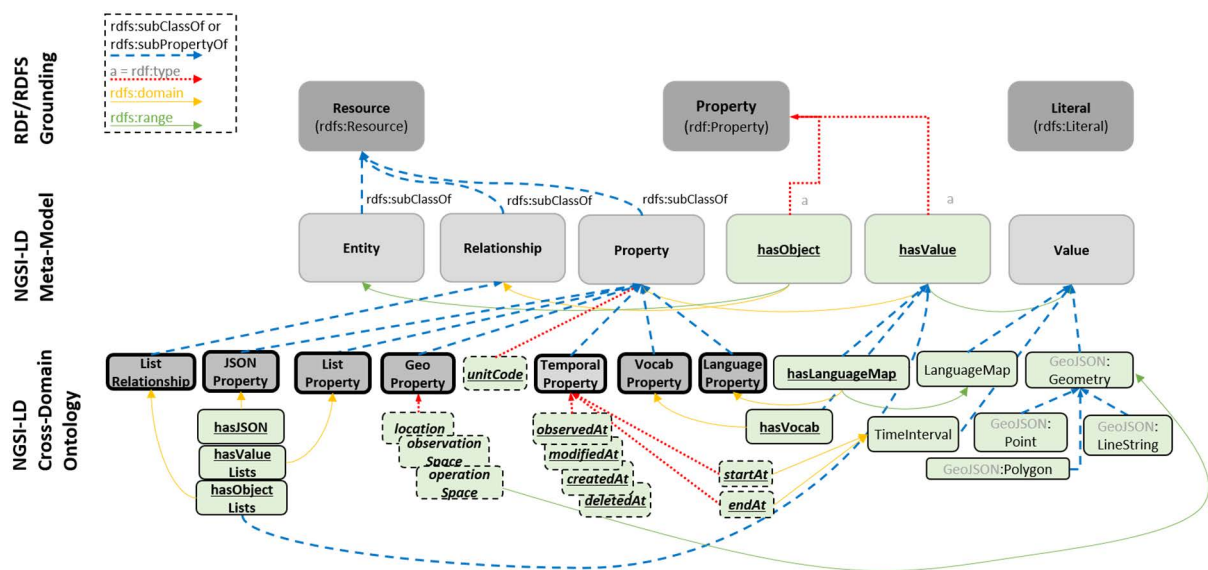 rdfs:subClassOf or
rdfs:subPropertyOf
a = rdf:type
rdfs:domain
rdfs:range
RDF/RDFS
Grounding
Resource
(rdfs:Resource)
Property
(rdf:Property)
Literal
(rdfs:Literal)
rdfs:subClassOf
rdfs:subClassOf
rdfs:subClassOf
a
a
NGSI-LD
Meta-Model
Entity
Relationship
Property
hasObject
hasValue
Value
NGSI-LD
Cross-Domain
Ontology
List
Relationship
JSON
Property
List
Property
Geo
Property
unitCode
Temporal
Property
Vocab
Property
Language
Property
hasLanguageMap
LanguageMap
GeoJSON:
Geometry
hasJSON
hasValue
Lists
hasObject
Lists
location
observation
Space
operation
Space
observedAt
modifiedAt
createdAt
deletedAt
startAt
endAt
hasVocab
TimeInterval
GeoJSON:
Point
GeoJSON:
LineString
GeoJSON:Polygon